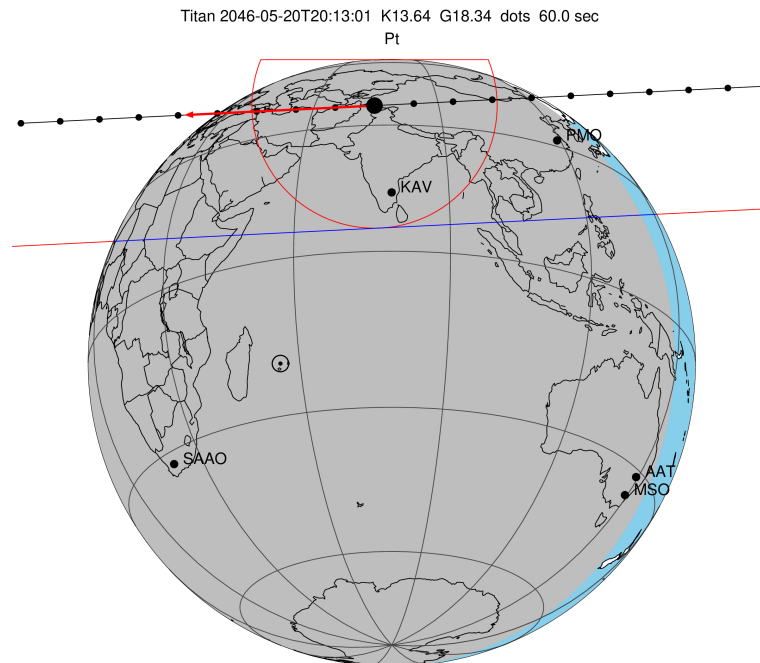 Titan 2046-05-20T20:13:01 K13.64 G18.34 dots 60.0 sec
Pt
PMO
KAV
SAAO
AAT
MSO